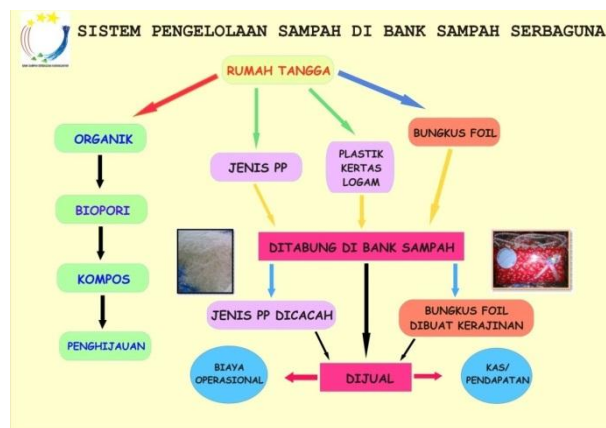 SISTEM PENGELOLAAN SAMPAH DI BANK SAMPAH SERBAGUNA
RUMAH TANGGA
ORGANIK
BUNGKUS FOIL
JENIS PP
PLASTIK
KERTAS
LOGAM
BIOPORI
DITABUNG DI BANK SAMPAH
KOMPOS
JENIS PP DICACAH
BUNGKUS FOIL
DIBUAT KERAJINAN
PENGHIJAUAN
BIAYA
OPERASIONAL
DIJUAL
KAS/
PENDAPATAN